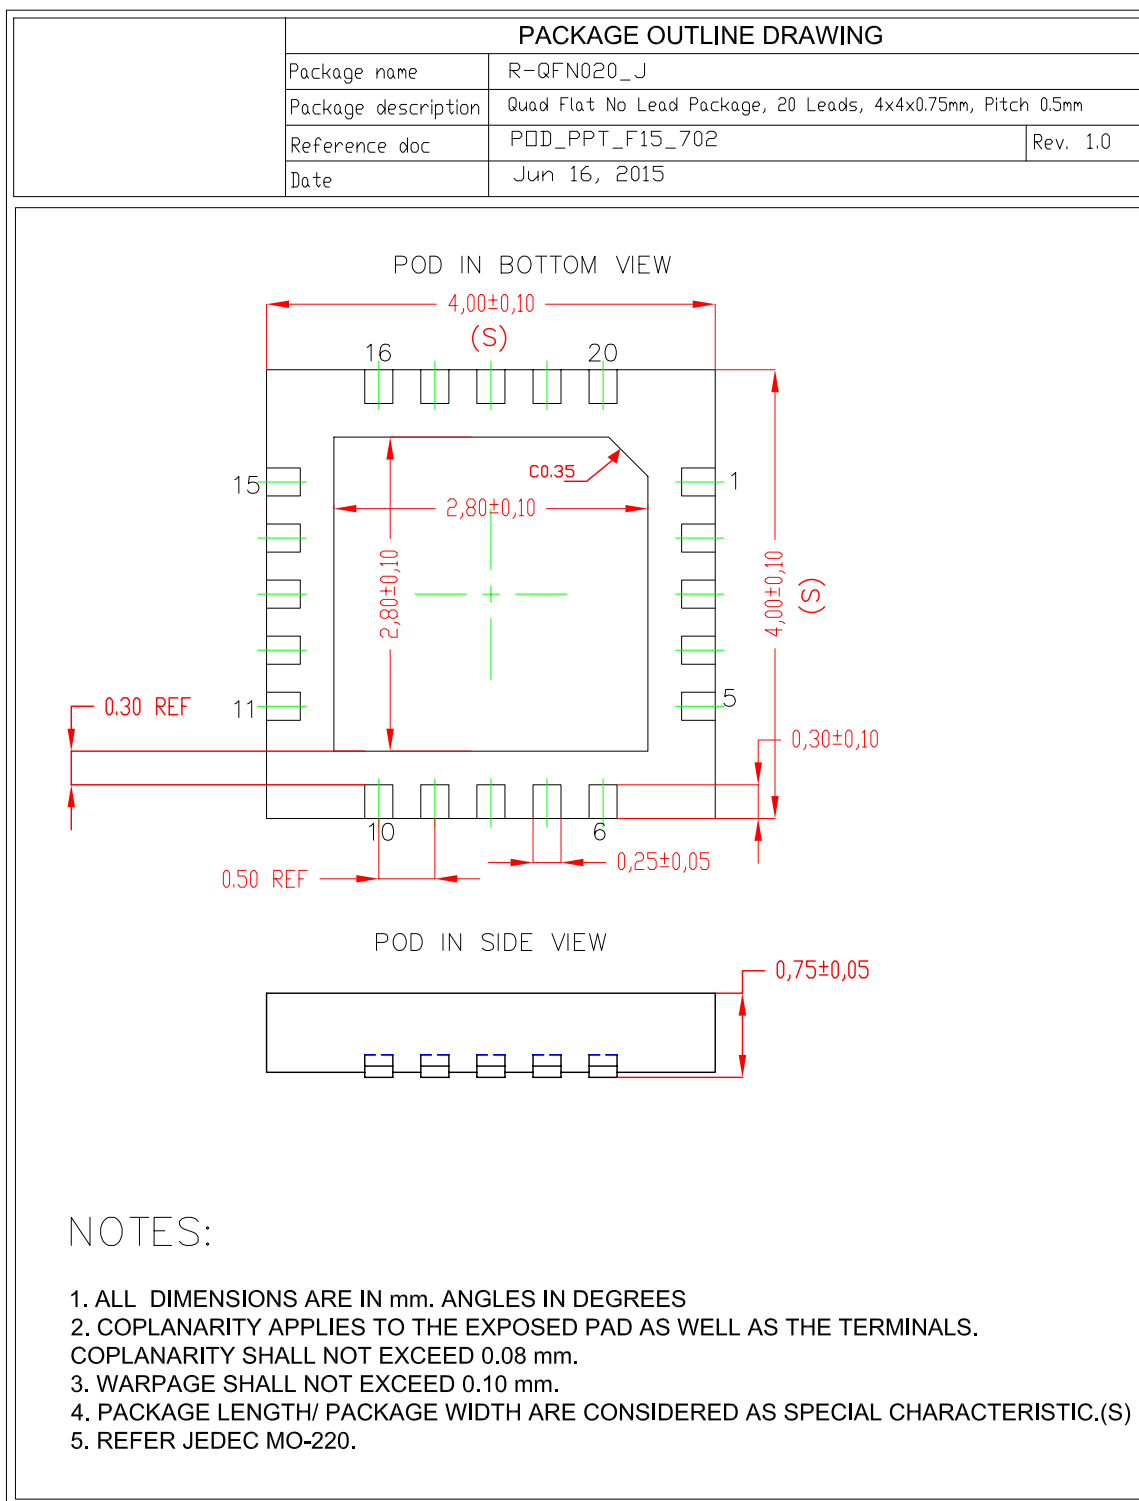 PACKAGE OUTLINE DRAWING
Package name R-QFN020_J
Package description Quad Flat No Lead Package, 20 Leads, 4x4x0.75mm, Pitch 0.5mm
Reference doc POD_PPT_F15_702 Rev. 1.0
Date Jun 16, 2015
POD IN BOTTOM VIEW
4,00±0,10
(S)
16 20
C0.35
15 1
2,80±0,10
2,80±0,10
4,00±0,10
(S)
0.30 REF
11 5
0,30±0,10
10 6
0,25±0,05
0.50 REF
POD IN SIDE VIEW
0,75±0,05
NOTES:
1. ALL DIMENSIONS ARE IN mm. ANGLES IN DEGREES
2. COPLANARITY APPLIES TO THE EXPOSED PAD AS WELL AS THE TERMINALS.
COPLANARITY SHALL NOT EXCEED 0.08 mm.
3. WARPAGE SHALL NOT EXCEED 0.10 mm.
4. PACKAGE LENGTH/ PACKAGE WIDTH ARE CONSIDERED AS SPECIAL CHARACTERISTIC.(S)
5. REFER JEDEC MO-220.